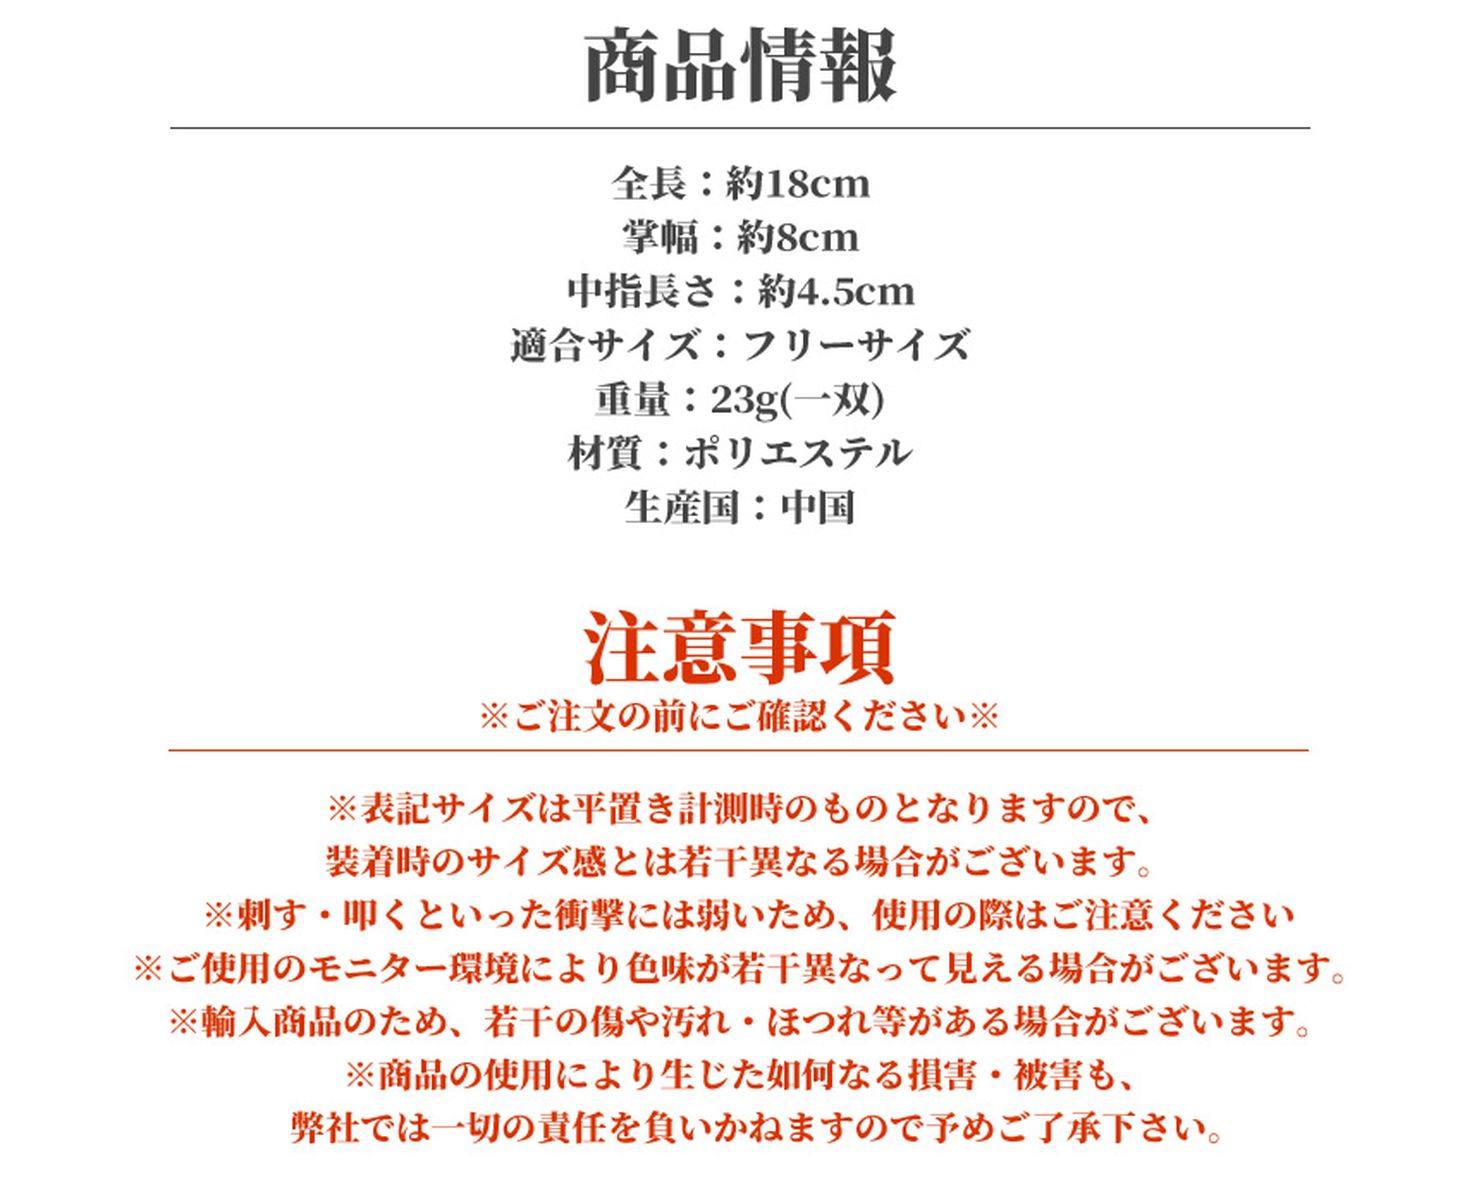 商品情報
全長：約18cm
掌幅：約8cm
中指長さ：約4.5cm
適合サイズ：フリーサイズ
重量：23g(一双)
材質：ポリエステル
生産国：中国
注意事項
※ご注文の前にご確認ください※
※表記サイズは平置き計測時のものとなりますので、
装着時のサイズ感とは若干異なる場合がございます。
※刺す・叩くといった衝撃には弱いため、使用の際はご注意ください
※ご使用のモニター環境により色味が若干異なって見える場合がございます。
※輸入商品のため、若干の傷や汚れ・ほつれ等がある場合がございます。
※商品の使用により生じた如何なる損害・被害も、
弊社では一切の責任を負いかねますので予めご了承下さい。